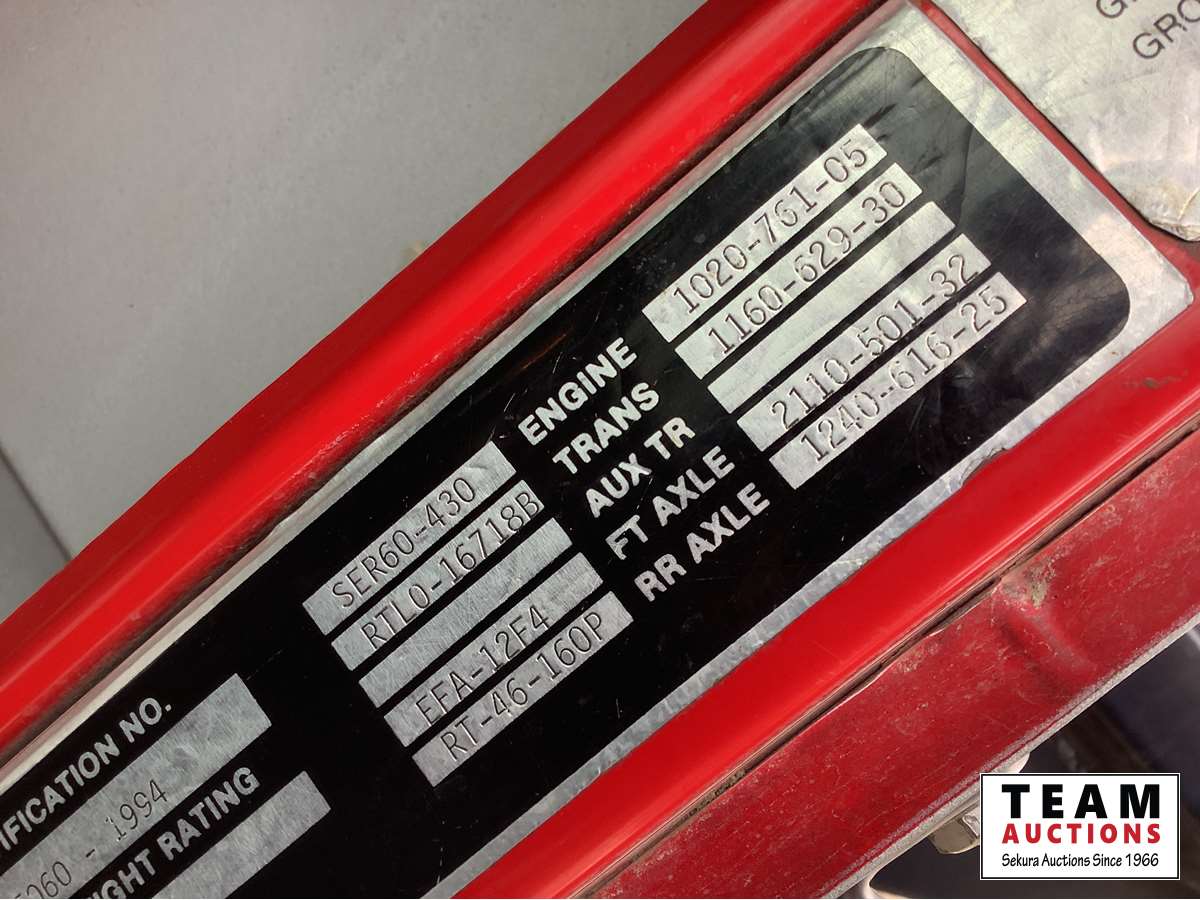 GRO
SER60-430 ENGINE 1020-761-05
RTLO-16718B TRANS 1160-629-30
AUX TR
EFA-12F4 FT AXLE 2110-501-32
RT-46-160P RR AXLE 1240-616-25
IFICATION NO.
5060 - 1994
IGHT RATING
TEAM
AUCTIONS
Sekura Auctions Since 1966